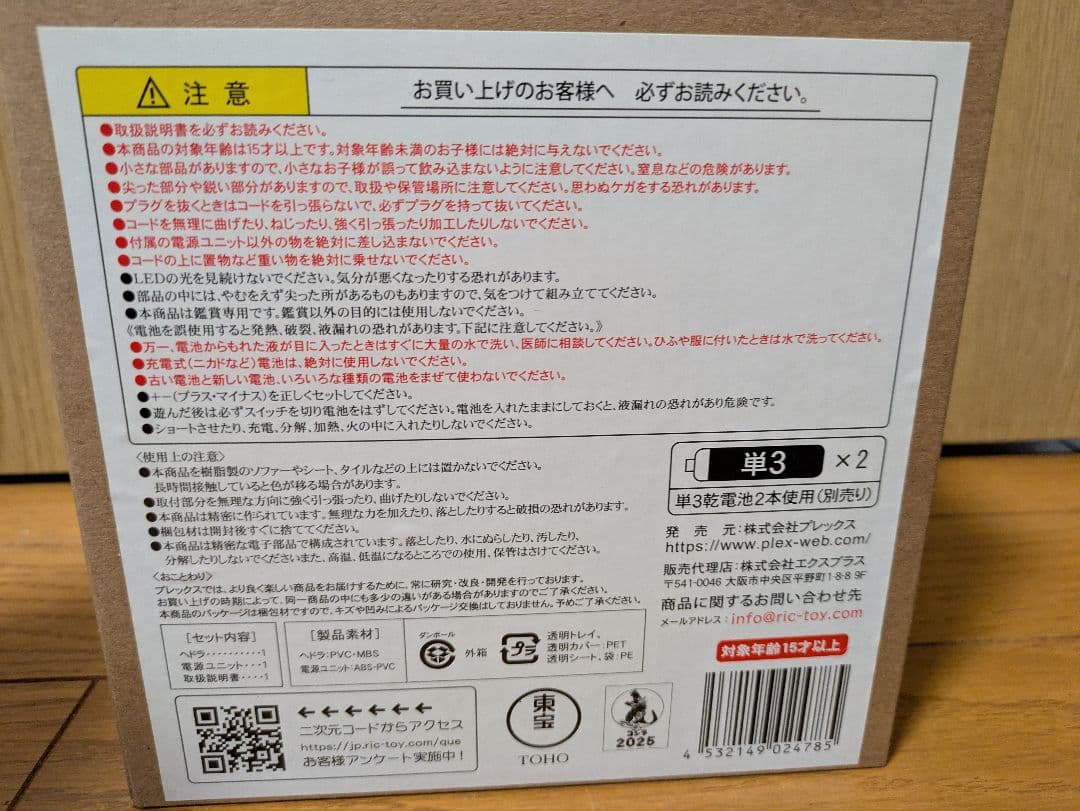 注意
お買い上げのお客様へ 必ずお読みください。
●取扱説明書を必ずお読みください。
●本商品の対象年齢は15才以上です。対象年齢未満のお子様には絶対に与えないでください。
●小さな部品がありますので、小さなお子様が誤って飲み込まないように注意してください。窒息などの危険があります。
●尖った部分や鋭い部分がありますので、取扱や保管場所に注意してください。思わぬケガをする恐れがあります。
●プラグを抜くときはコードを引っ張らないで、必ずプラグを持って抜いてください。
●コードを無理に曲げたり、ねじったり、強く引っ張ったり加工したりしないでください。
●付属の電源ユニット以外の物を絶対に差し込まないでください。
●コードの上に置物など重い物を絶対に乗せないでください。
●LEDの光を見続けないでください。気分が悪くなったりする恐れがあります。
●部品の中には、やむをえず尖った所があるものもありますので、気をつけて組み立ててください。
●本商品は鑑賞専用です。鑑賞以外の目的には使用しないでください。
《電池を誤使用すると発熱、破裂、液漏れの恐れがあります。下記に注意してください。》
●万一、電池からもれた液が目に入ったときはすぐに大量の水で洗い、医師に相談してください。ひふや服に付いたときは水で洗ってください。
●充電式(ニカドなど)電池は、絶対に使用しないでください。
●古い電池と新しい電池、いろいろな種類の電池をまぜて使わないでください。
●+-(プラス・マイナス)を正しくセットしてください。
●遊んだ後は必ずスイッチを切り電池をはずしてください。電池を入れたままにしておくと、液漏れの恐れがあり危険です。
●ショートさせたり、充電、分解、加熱、火の中に入れたりしないでください。
〈使用上の注意〉
●本商品を樹脂製のソファーやシート、タイルなどの上には置かないでください。
長時間接触していると色が移る場合があります。
●取付部分を無理な方向に強く引っ張ったり、曲げたりしないでください。
●本商品は精密に作られています。無理な力を加えたり、落としたりすると破損の恐れがあります。
●梱包材は開封後すぐに捨ててください。
●本商品は精密な電子部品で構成されています。落としたり、水にぬらしたり、汚したり、
分解したりしないでくださいまた、高温、低温になるところでの使用、保管はさけてください。
〈おことわり〉
プレックスでは、より良く楽しい商品をお届けするために、常に研究・改良・開発を行っております。
お買い上げの時期によって、同一商品の中にも多少の違いがある場合がありますのでご了承ください。
本商品のパッケージは梱包材ですので、キズや凹みによるパッケージ交換はしておりません。予めご了承ください。
単3 ×2
単3乾電池2本使用(別売り)
発売元:株式会社プレックス
https://www.plex-web.com/
販売代理店:株式会社エクスプラス
〒541-0046 大阪市中央区平野町1-8-8 9F
商品に関するお問い合わせ先
メールアドレス:info@ric-toy.com
対象年齢15才以上
[セット内容]
ヘドラ‥‥‥‥‥1
電源ユニット‥‥1
取扱説明書‥‥‥1
[製品素材]
ヘドラ:PVC・MBS
電源ユニット:ABS・PVC
ダンボール
外箱
プラ
透明トレイ、
透明カバー:PET
透明シート、袋:PE
←←←←←←
二次元コードからアクセス
https://jp.ric-toy.com/que
お客様アンケート実施中!
東宝
TOHO
ゴジラ
2025
4 532149 024785